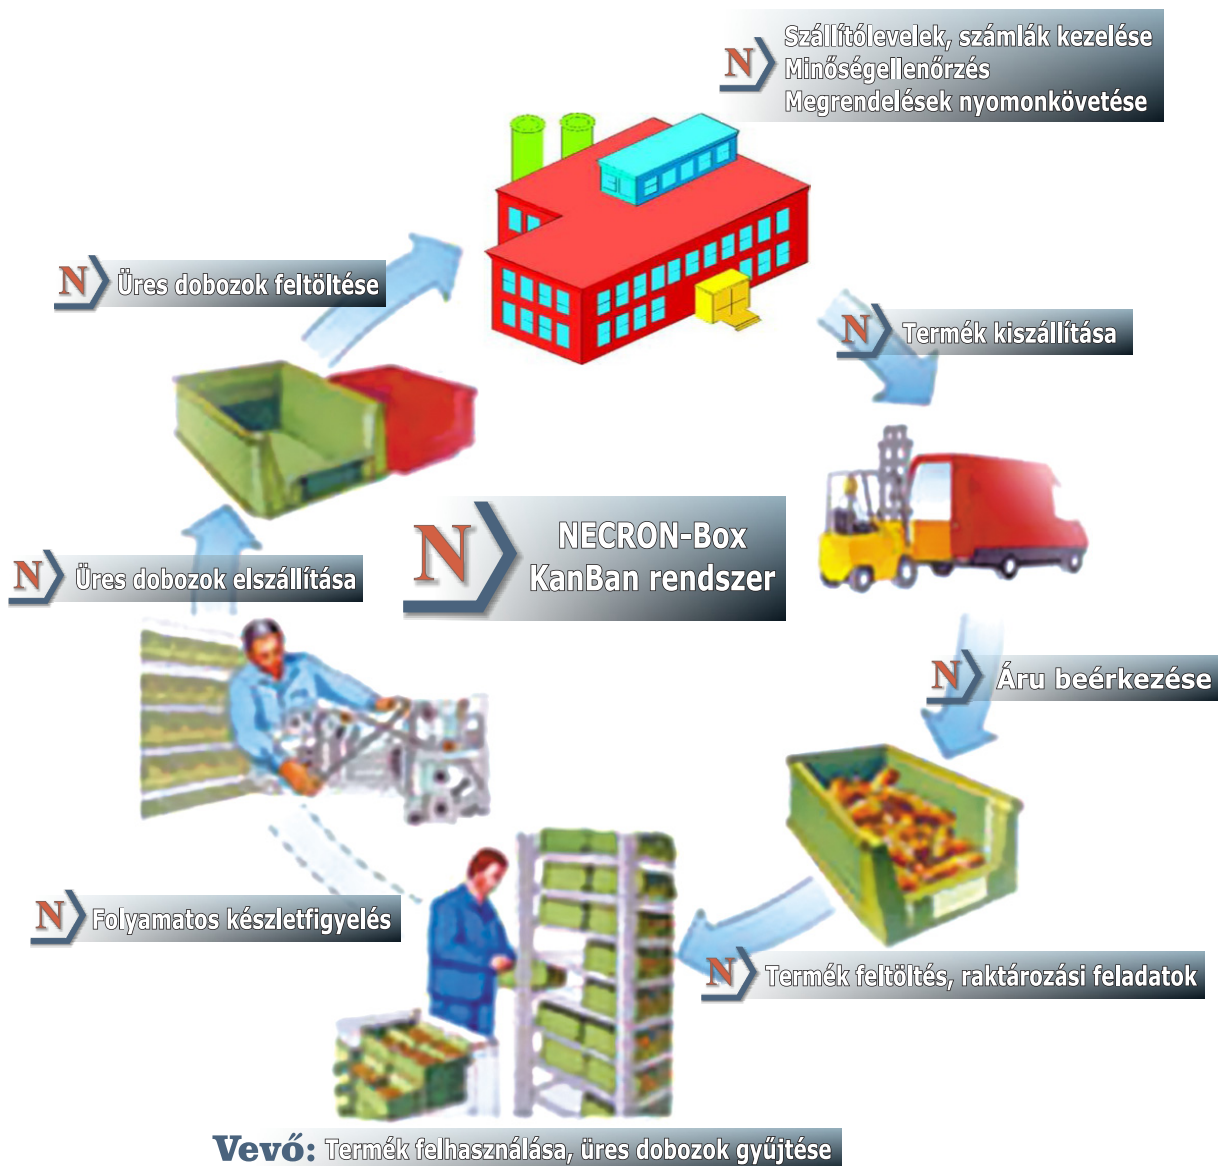 N Szállítólevelek, számlák kezelése
Minőségellenőrzés
Megrendelések nyomonkövetése
N Üres dobozok feltöltése
N Termék kiszállítása
N NECRON-Box
KanBan rendszer
N Üres dobozok elszállítása
N Áru beérkezése
N Folyamatos készletfigyelés
N Termék feltöltés, raktározási feladatok
Vevő: Termék felhasználása, üres dobozok gyűjtése